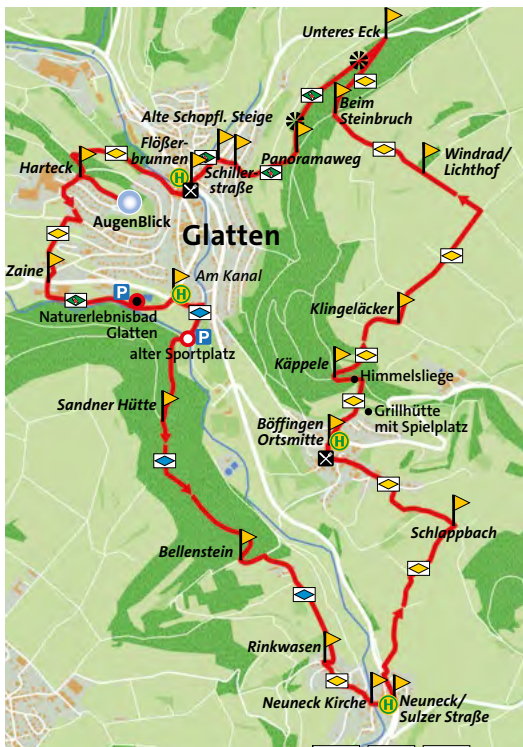 Unteres Eck
Alte Schopfl. Steige
Beim
Steinbruch
Flößer-
brunnen
Schiller
straße
Panoramaweg
Windrad/
Lichthof
Harteck
H
AugenBlick
Glatten
Zaine
Am Kanal
P
H
Naturerlebnisbad
Glatten
P
alter Sportplatz
Klingeläcker
Käppele
Himmelsliege
Sandner Hütte
Grillhütte
mit Spielplatz
Böffingen
Ortsmitte
H
Schlappbach
Bellenstein
Rinkwasen
Neuneck Kirche
H
Neuneck/
Sulzer Straße